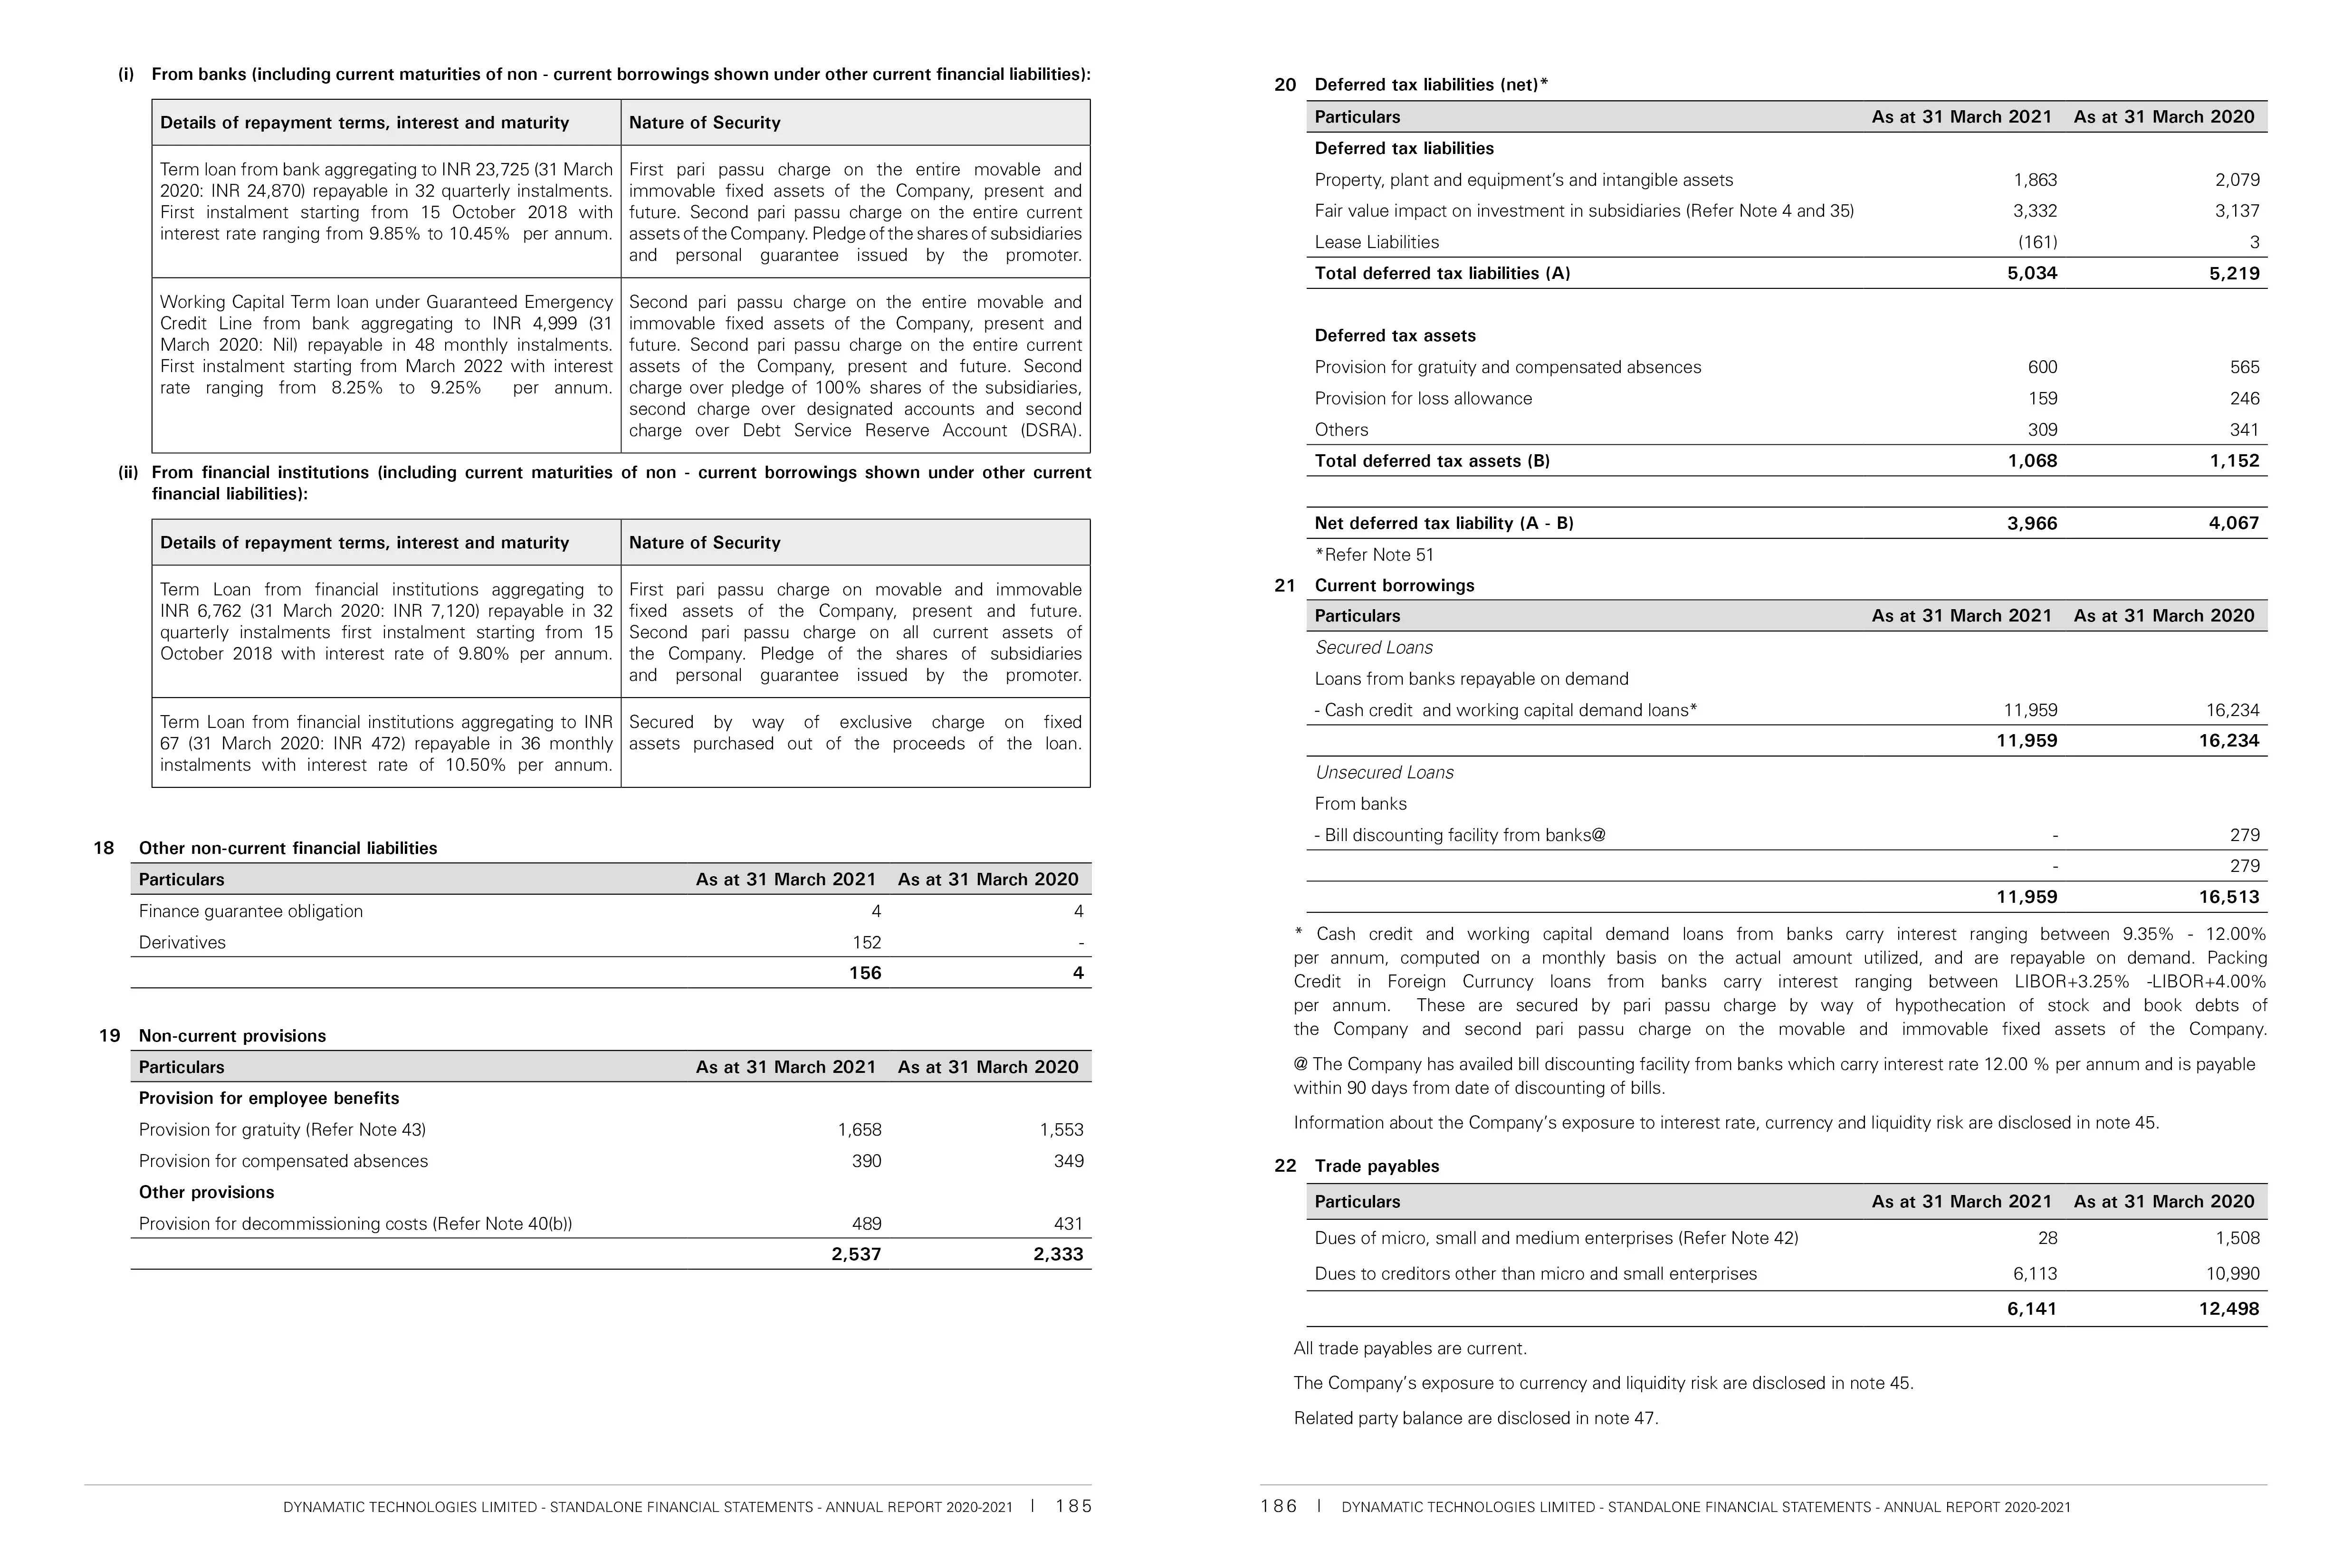 (i) From banks (including current maturities of non - current borrowings shown under other current financial liabilities):
Details of repayment terms, interest and maturity
Nature of Security
Term loan from bank aggregating to INR 23,725 (31 March
2020: INR 24,870) repayable in 32 quarterly instalments.
First instalment starting from 15 October 2018 with
interest rate ranging from 9.85% to 10.45% per annum.
First pari passu charge on the entire movable and
immovable fixed assets of the Company, present and
future. Second pari passu charge on the entire current
assets of the Company. Pledge of the shares of subsidiaries
and personal guarantee issued by the promoter.
Working Capital Term loan under Guaranteed Emergency
Credit Line from bank aggregating to INR 4,999 (31
March 2020: Nil) repayable in 48 monthly instalments.
First instalment starting from March 2022 with interest
rate ranging from 8.25% to 9.25% per annum.
Second pari passu charge on the entire movable and
immovable fixed assets of the Company, present and
future. Second pari passu charge on the entire current
assets of the Company, present and future. Second
charge over pledge of 100% shares of the subsidiaries,
second charge over designated accounts and second
charge over Debt Service Reserve Account (DSRA).
(ii) From financial institutions (including current maturities of non - current borrowings shown under other current
financial liabilities):
Details of repayment terms, interest and maturity
Nature of Security
Term Loan from financial institutions aggregating to
INR 6,762 (31 March 2020: INR 7,120) repayable in 32
quarterly instalments first instalment starting from 15
October 2018 with interest rate of 9.80% per annum.
First pari passu charge on movable and immovable
fixed assets of the Company, present and future.
Second pari passu charge on all current assets of
the Company. Pledge of the shares of subsidiaries
and personal guarantee issued by the promoter.
Term Loan from financial institutions aggregating to INR
67 (31 March 2020: INR 472) repayable in 36 monthly
instalments with interest rate of 10.50% per annum.
Secured by way of exclusive charge on fixed
assets purchased out of the proceeds of the loan.
18 Other non-current financial liabilities
Particulars As at 31 March 2021 As at 31 March 2020
Finance guarantee obligation 4 4
Derivatives 152 -
156 4
19 Non-current provisions
Particulars As at 31 March 2021 As at 31 March 2020
Provision for employee benefits
Provision for gratuity (Refer Note 43) 1,658 1,553
Provision for compensated absences 390 349
Other provisions
Provision for decommissioning costs (Refer Note 40(b)) 489 431
2,537 2,333
DYNAMATIC TECHNOLOGIES LIMITED - STANDALONE FINANCIAL STATEMENTS - ANNUAL REPORT 2020-2021 | 185
20 Deferred tax liabilities (net)*
Particulars As at 31 March 2021 As at 31 March 2020
Deferred tax liabilities
Property, plant and equipment's and intangible assets 1,863 2,079
Fair value impact on investment in subsidiaries (Refer Note 4 and 35) 3,332 3,137
Lease Liabilities (161) 3
Total deferred tax liabilities (A) 5,034 5,219
Deferred tax assets
Provision for gratuity and compensated absences 600 565
Provision for loss allowance 159 246
Others 309 341
Total deferred tax assets (B) 1,068 1,152
Net deferred tax liability (A - B) 3,966 4,067
*Refer Note 51
21 Current borrowings
Particulars As at 31 March 2021 As at 31 March 2020
Secured Loans
Loans from banks repayable on demand
- Cash credit and working capital demand loans* 11,959 16,234
11,959 16,234
Unsecured Loans
From banks
- Bill discounting facility from banks@ - 279
- 279
11,959 16,513
* Cash credit and working capital demand loans from banks carry interest ranging between 9.35% - 12.00%
per annum, computed on a monthly basis on the actual amount utilized, and are repayable on demand. Packing
Credit in Foreign Curruncy loans from banks carry interest ranging between LIBOR+3.25% -LIBOR+4.00%
per annum. These are secured by pari passu charge by way of hypothecation of stock and book debts of
the Company and second pari passu charge on the movable and immovable fixed assets of the Company.
@ The Company has availed bill discounting facility from banks which carry interest rate 12.00 % per annum and is payable
within 90 days from date of discounting of bills.
Information about the Company's exposure to interest rate, currency and liquidity risk are disclosed in note 45.
22 Trade payables
Particulars As at 31 March 2021 As at 31 March 2020
Dues of micro, small and medium enterprises (Refer Note 42) 28 1,508
Dues to creditors other than micro and small enterprises 6,113 10,990
6,141 12,498
All trade payables are current.
The Company's exposure to currency and liquidity risk are disclosed in note 45.
Related party balance are disclosed in note 47.
186 | DYNAMATIC TECHNOLOGIES LIMITED - STANDALONE FINANCIAL STATEMENTS - ANNUAL REPORT 2020-2021